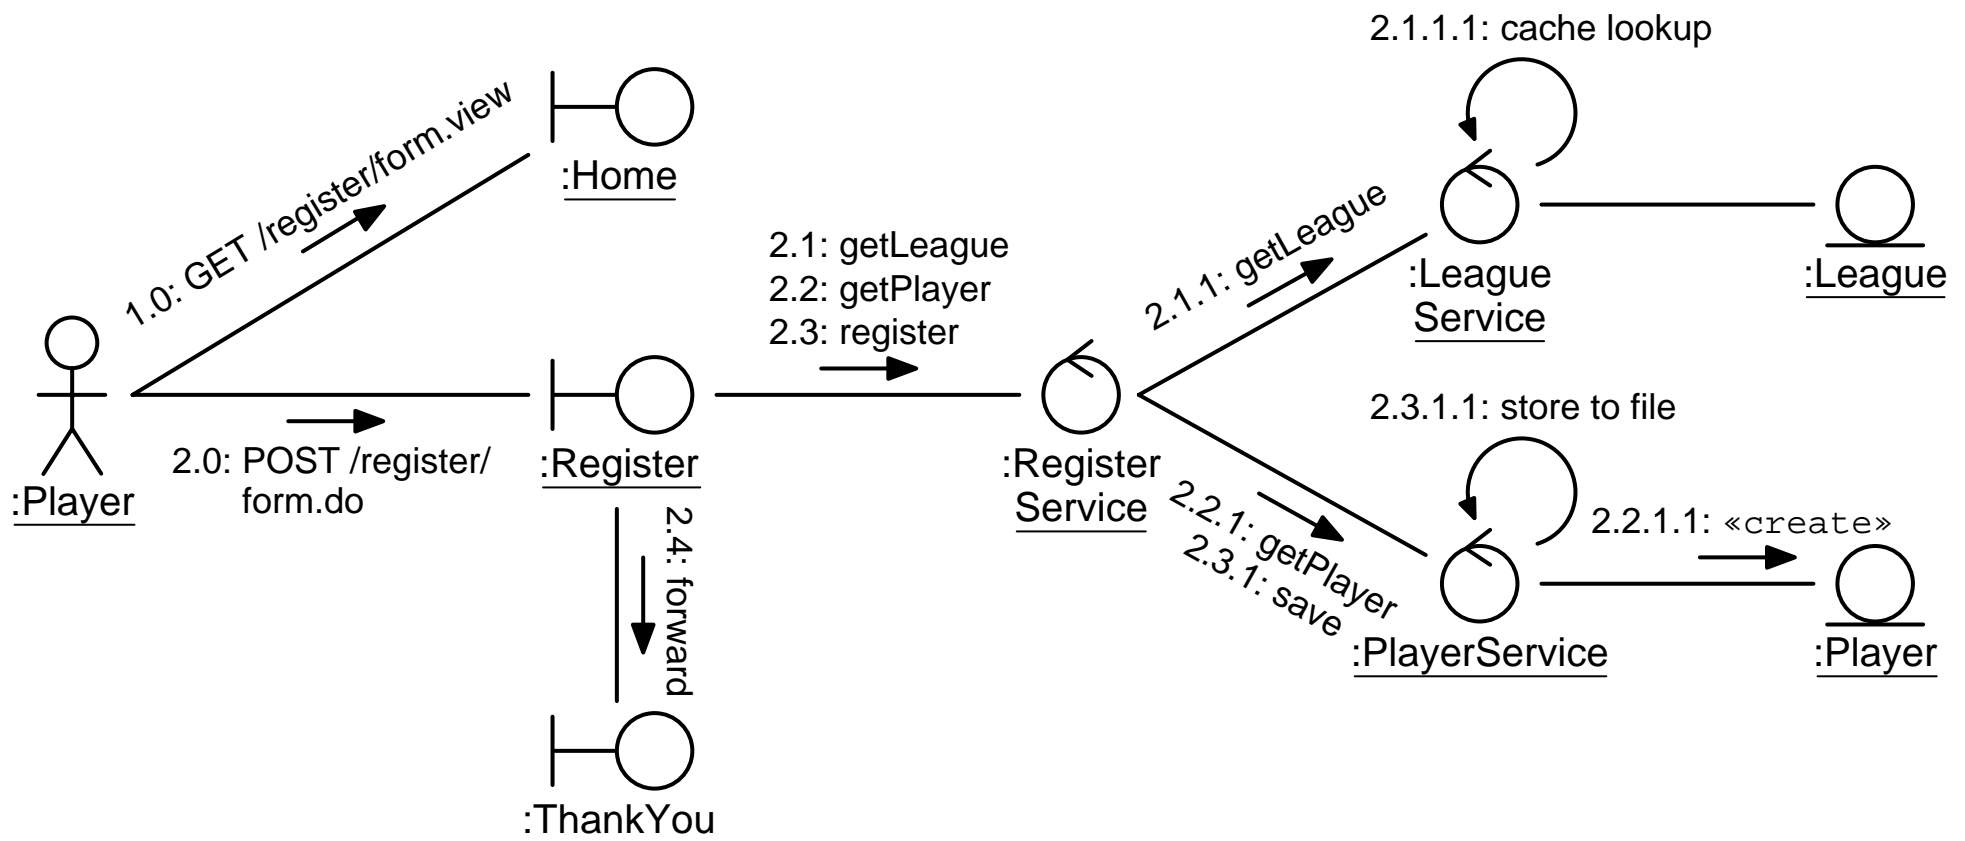 2.1.1.1: cache lookup
1.0: GET /register/form.view
:Home
2.1: getLeague
2.2: getPlayer
2.3: register
2.1.1: getLeague
:League
Service
:League
:Player
2.0: POST /register/
form.do
:Register
2.4: forward
:ThankYou
:Register
Service
2.3.1.1: store to file
2.2.1: getPlayer
2.3.1: save
2.2.1.1: «create»
:PlayerService
:Player